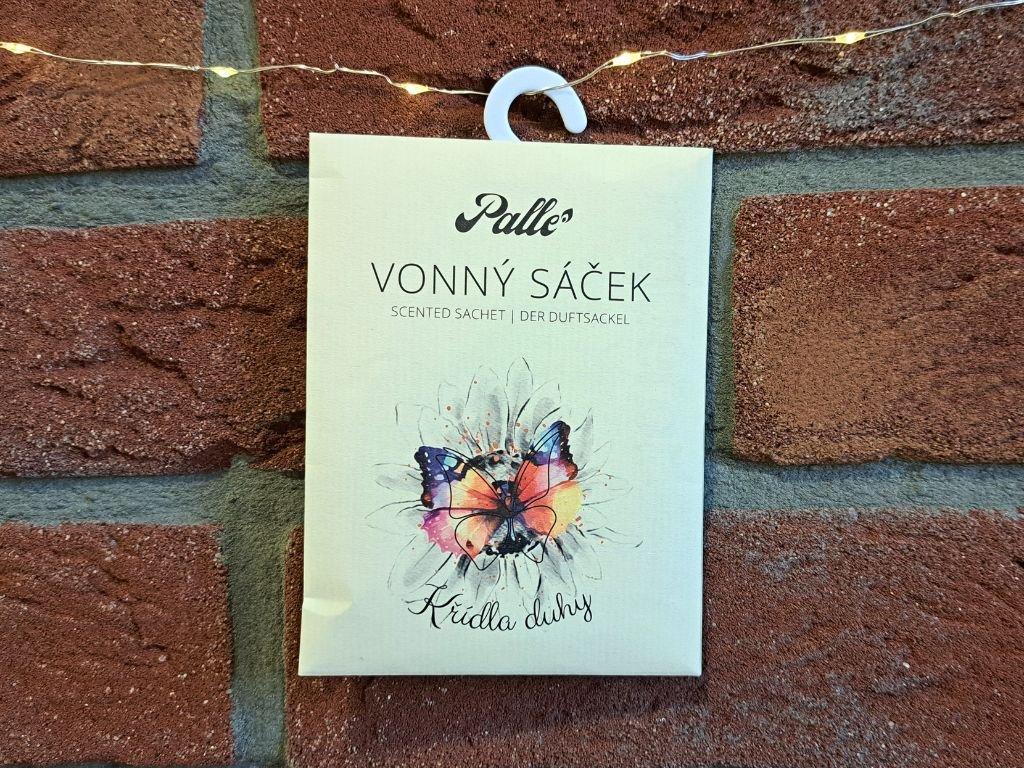 Palle
VONNÝ SÁČEK
SCENTED SACHET | DER DUFTSACKEL
Křídla duhy